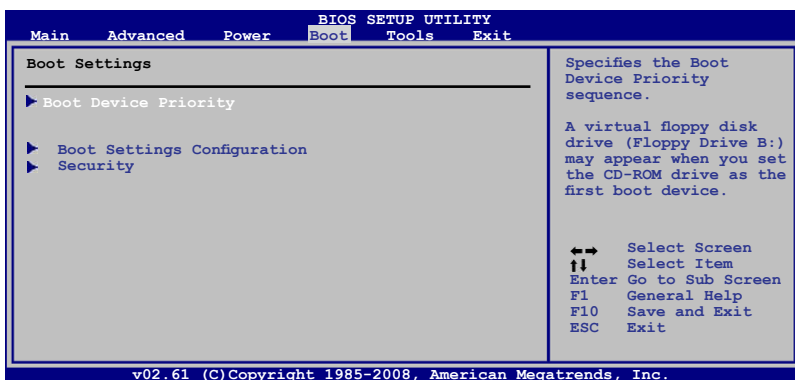 BIOS SETUP UTILITY
Main Advanced Power Boot Tools Exit
Boot Settings
Boot Device Priority
Boot Settings Configuration
Security
Specifies the Boot
Device Priority
sequence.
A virtual floppy disk
drive (Floppy Drive B:)
may appear when you set
the CD-ROM drive as the
first boot device.
←→ Select Screen
↑↓ Select Item
Enter Go to Sub Screen
F1 General Help
F10 Save and Exit
ESC Exit
v02.61 (C)Copyright 1985-2008, American Megatrends, Inc.